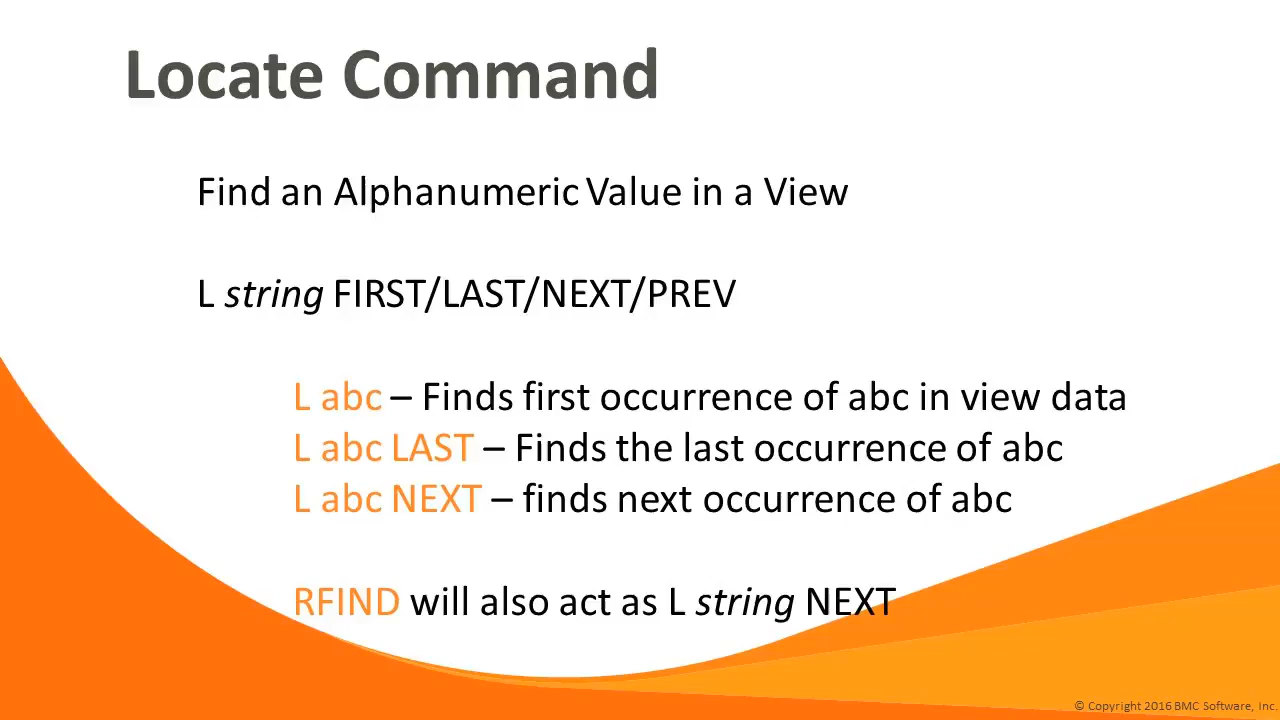 Locate Command
Find an Alphanumeric Value in a View
L string FIRST/LAST/NEXT/PREV
L abc – Finds first occurrence of abc in view data
L abc LAST – Finds the last occurrence of abc
L abc NEXT – finds next occurrence of abc
RFIND will also act as L string NEXT
© Copyright 2016 BMC Software, Inc.